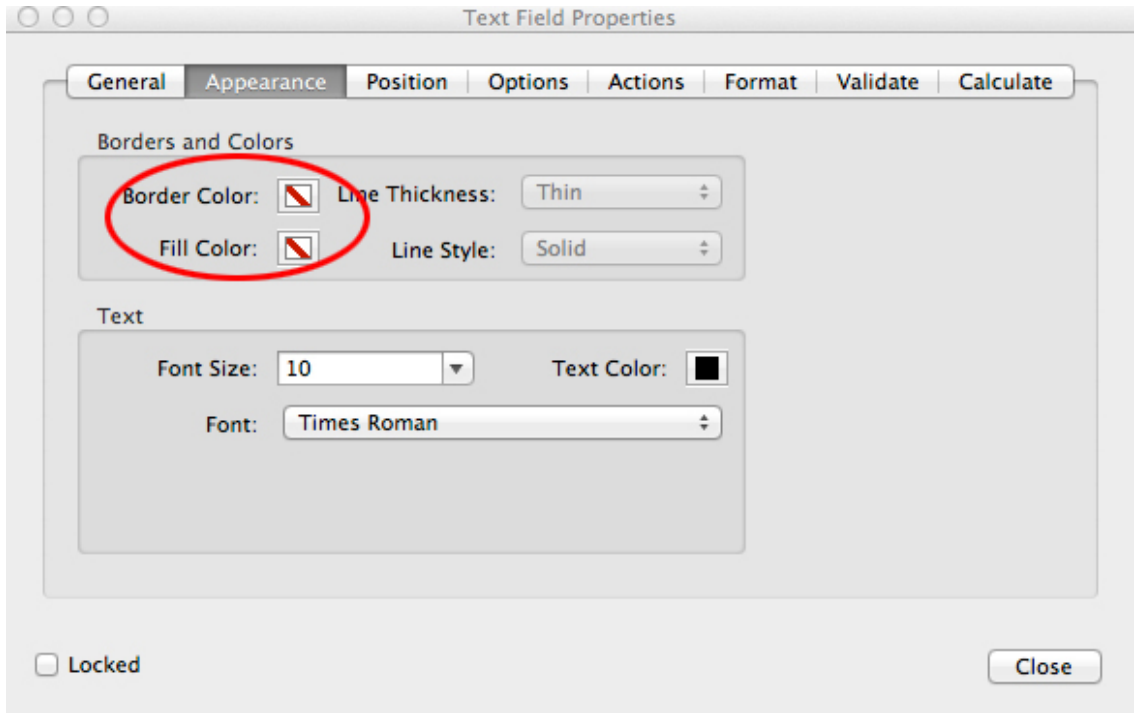 Text Field Properties
General Appearance Position Options Actions Format Validate Calculate
Borders and Colors
Border Color: Line Thickness: Thin
Fill Color: Line Style: Solid
Text
Font Size: 10 Text Color:
Font: Times Roman
Locked Close